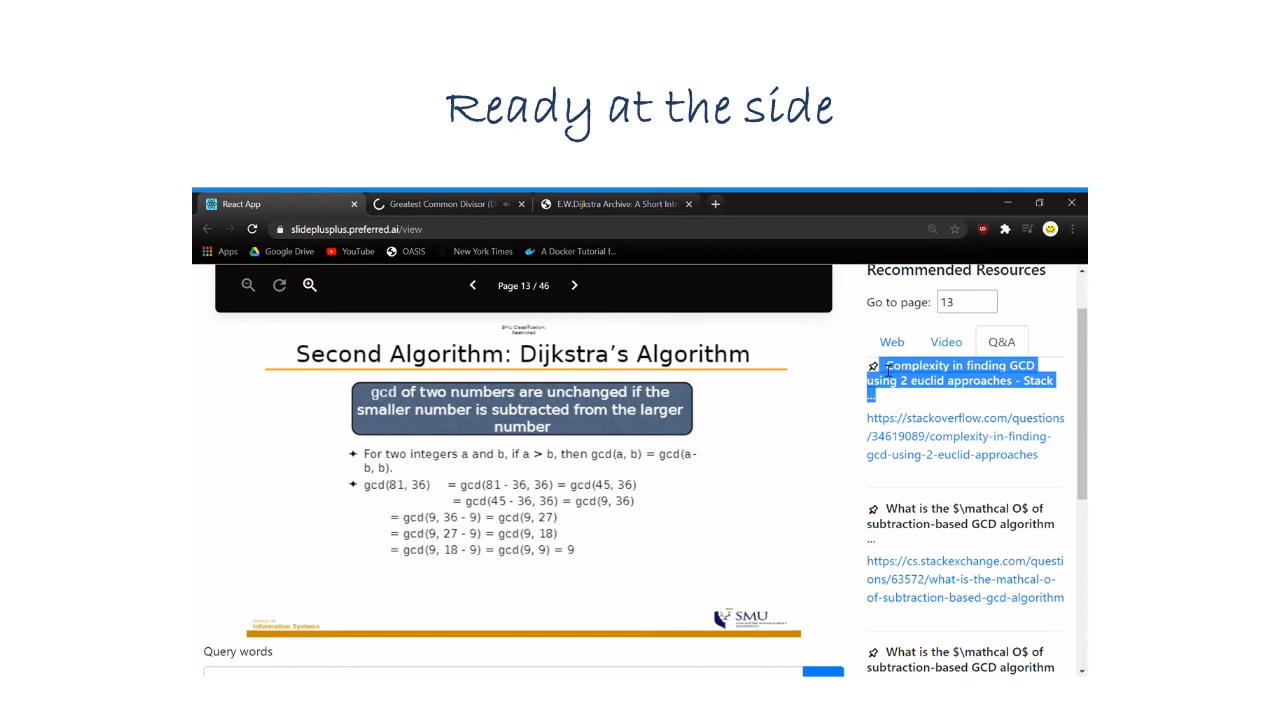 Ready at the side
React App
Greatest Common Divisor (D
E.W.Dijkstra Archive: A Short Intr
slideplusplus.preferred.ai/view
Apps
Google Drive
YouTube
OASIS
New York Times
A Docker Tutorial f...
Page 13 / 46
SMU Classification:
Restricted
Second Algorithm: Dijkstra's Algorithm
gcd of two numbers are unchanged if the
smaller number is subtracted from the larger
number
For two integers a and b, if a > b, then gcd(a, b) = gcd(a-
b, b).
gcd(81, 36) = gcd(81 - 36, 36) = gcd(45, 36)
= gcd(45 - 36, 36) = gcd(9, 36)
= gcd(9, 36 - 9) = gcd(9, 27)
= gcd(9, 27 - 9) = gcd(9, 18)
= gcd(9, 18 - 9) = gcd(9, 9) = 9
School of
Information Systems
SMU
SINGAPORE MANAGEMENT
UNIVERSITY
Query words
Recommended Resources
Go to page: 13
Web Video Q&A
Complexity in finding GCD
using 2 euclid approaches - Stack
...
https://stackoverflow.com/questions
/34619089/complexity-in-finding-
gcd-using-2-euclid-approaches
What is the $\mathcal O$ of
subtraction-based GCD algorithm
...
https://cs.stackexchange.com/questi
ons/63572/what-is-the-mathcal-o-
of-subtraction-based-gcd-algorithm
What is the $\mathcal O$ of
subtraction-based GCD algorithm